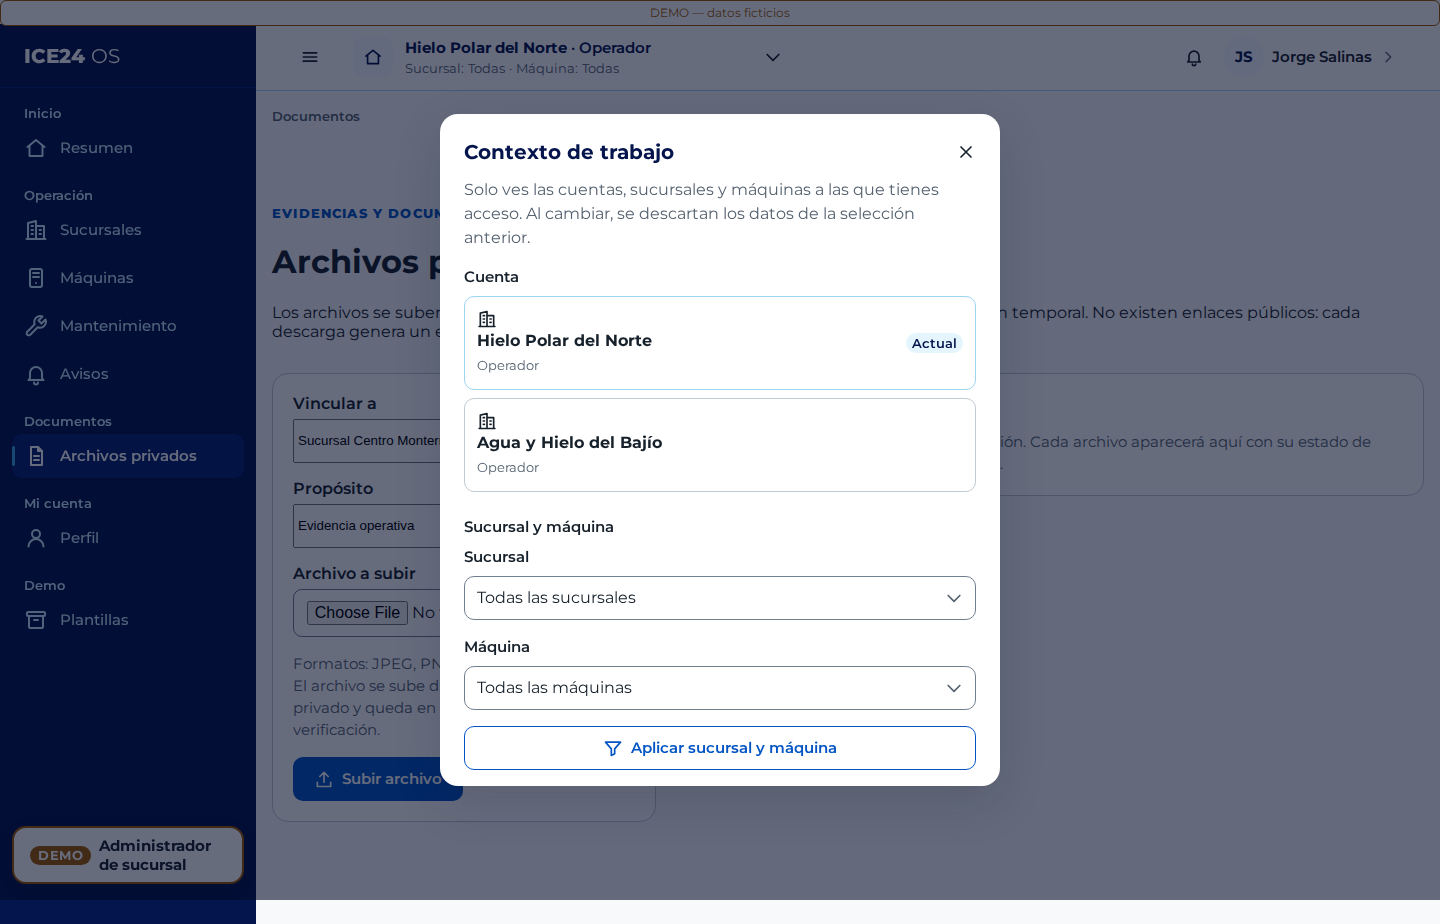 DEMO — datos ficticios
ICE24 OS
Hielo Polar del Norte · Operador
Sucursal: Todas · Máquina: Todas
JS Jorge Salinas
Inicio
Resumen
Operación
Sucursales
Máquinas
Mantenimiento
Avisos
Documentos
Archivos privados
Mi cuenta
Perfil
Demo
Plantillas
DEMO
Administrador
de sucursal
Documentos
EVIDENCIAS Y
Archivos
Los archivos se
temporal. No existen enlaces públicos: cada
descarga genera un
Vincular a
Sucursal Centro
Propósito
Evidencia operativa
Archivo a subir
Choose File No
Formatos: JPEG,
El archivo se sube
privado y queda en
verificación.
Subir archivo
Cada archivo aparecerá aquí con su estado de
Contexto de trabajo
Solo ves las cuentas, sucursales y máquinas a las que tienes
acceso. Al cambiar, se descartan los datos de la selección
anterior.
Cuenta
Hielo Polar del Norte
Operador
Actual
Agua y Hielo del Bajío
Operador
Sucursal y máquina
Sucursal
Todas las sucursales
Máquina
Todas las máquinas
Aplicar sucursal y máquina